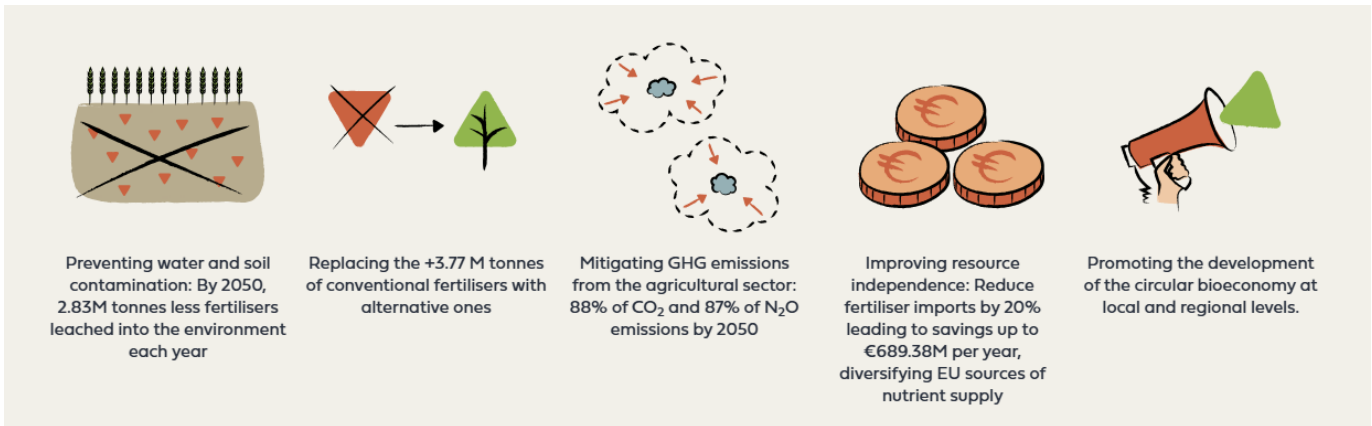 Preventing water and soil
contamination: By 2050,
2.83M tonnes less fertilisers
leached into the environment
each year
Replacing the +3.77 M tonnes
of conventional fertilisers with
alternative ones
Mitigating GHG emissions
from the agricultural sector:
88% of CO₂ and 87% of N₂O
emissions by 2050
Improving resource
independence: Reduce
fertiliser imports by 20%
leading to savings up to
€689.38M per year,
diversifying EU sources of
nutrient supply
Promoting the development
of the circular bioeconomy at
local and regional levels.